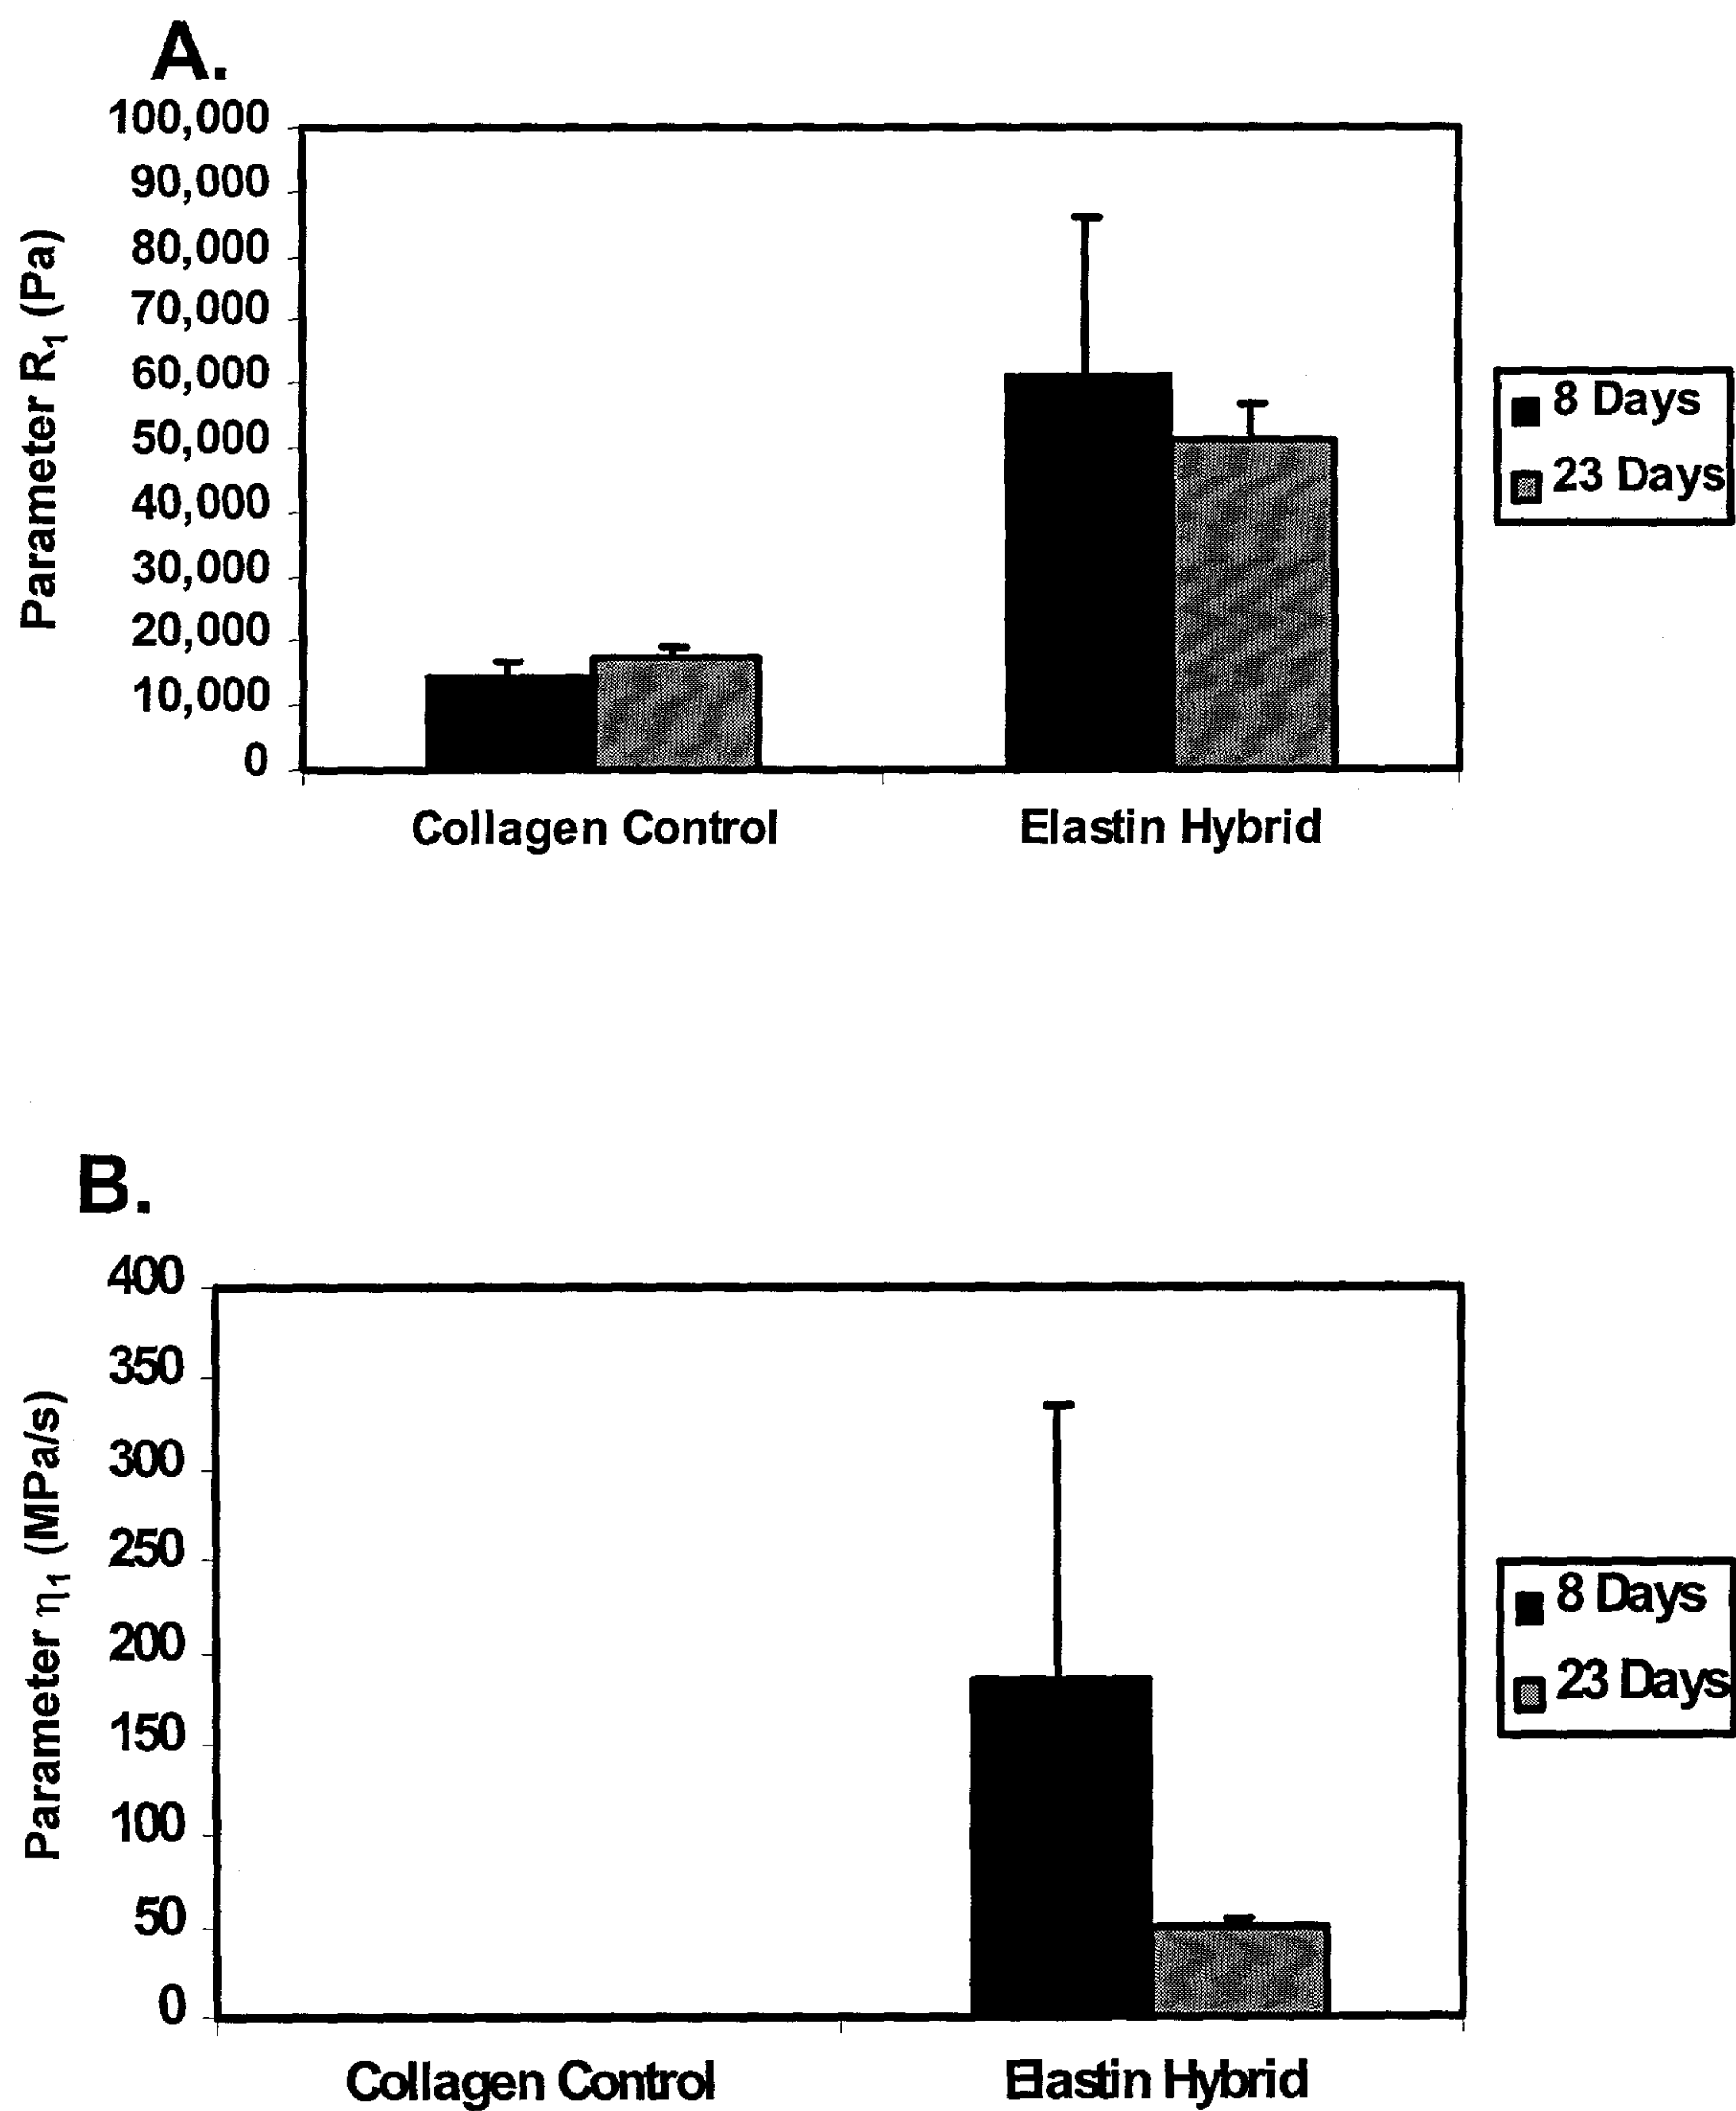 A.
100,000
90,000
80,000
70,000
60,000
50,000
40,000
30,000
20,000
10,000
0
Parameter R₁ (Pa)
Collagen Control
Elastin Hybrid
8 Days
23 Days
B.
400
350
300
250
200
150
100
50
0
Parameter η₁ (MPa/s)
Collagen Control
Elastin Hybrid
8 Days
23 Days